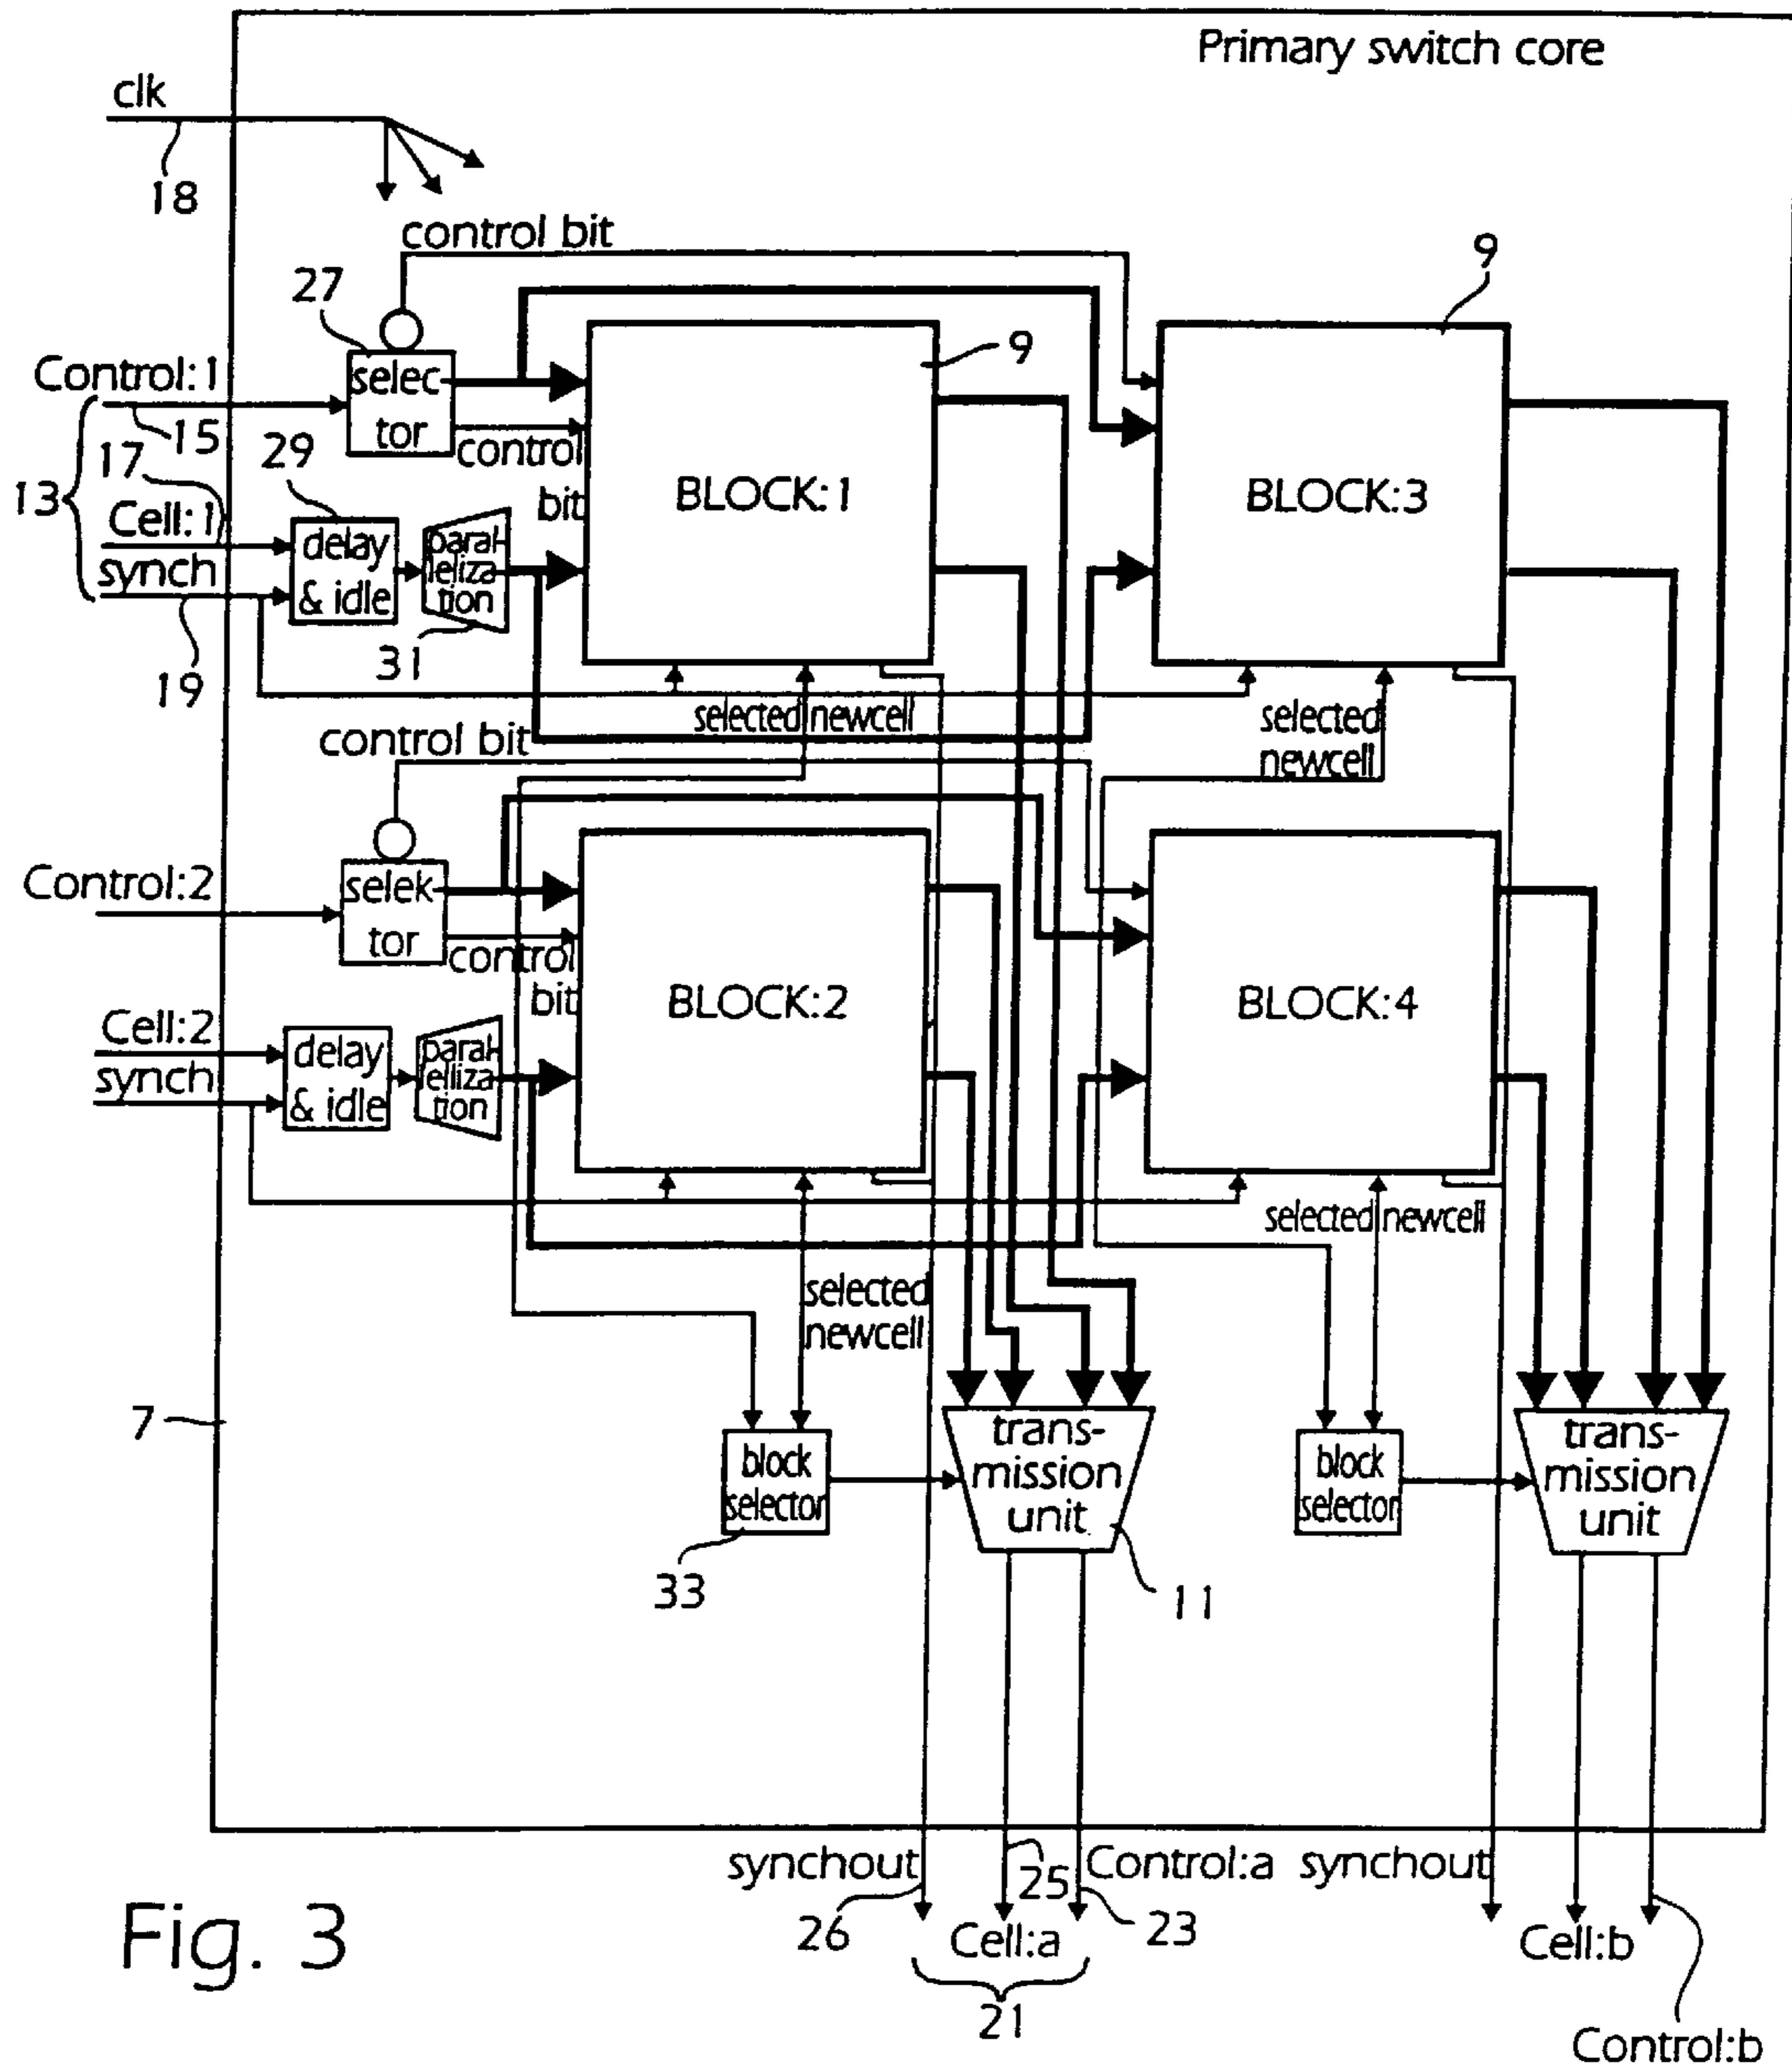 Primary switch core
clk
18
control bit
27
9
9
Control:1
selec-
tor
15
control
bit
17
29
13
Cell:1
synch
delay
& idle
paral-
leliza
tion
BLOCK:1
BLOCK:3
31
19
selected newcell
selected
newcell
control bit
Control:2
selek-
tor
control
bit
BLOCK:2
BLOCK:4
Cell:2
synch
delay
& idle
paral-
lelliza
tion
selected newcell
selected
newcell
7
block
selector
trans-
mission
unit
block
selector
trans-
mission
unit
33
11
synchout
25
Control:a
synchout
26
Cell:a
23
Cell:b
21
Control:b
Fig. 3